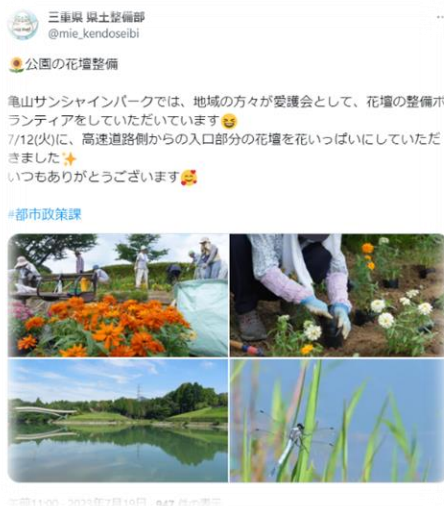 三重県 県土整備部
@mie_kendoseibi
🌻公園の花壇整備
亀山サンシャインパークでは、地域の方々が愛護会として、花壇の整備ボ
ランティアをしていただいています😆
7/12(火)に、高速道路側からの入口部分の花壇を花いっぱいにしていただ
きました✨
いつもありがとうございます🥰
#都市政策課